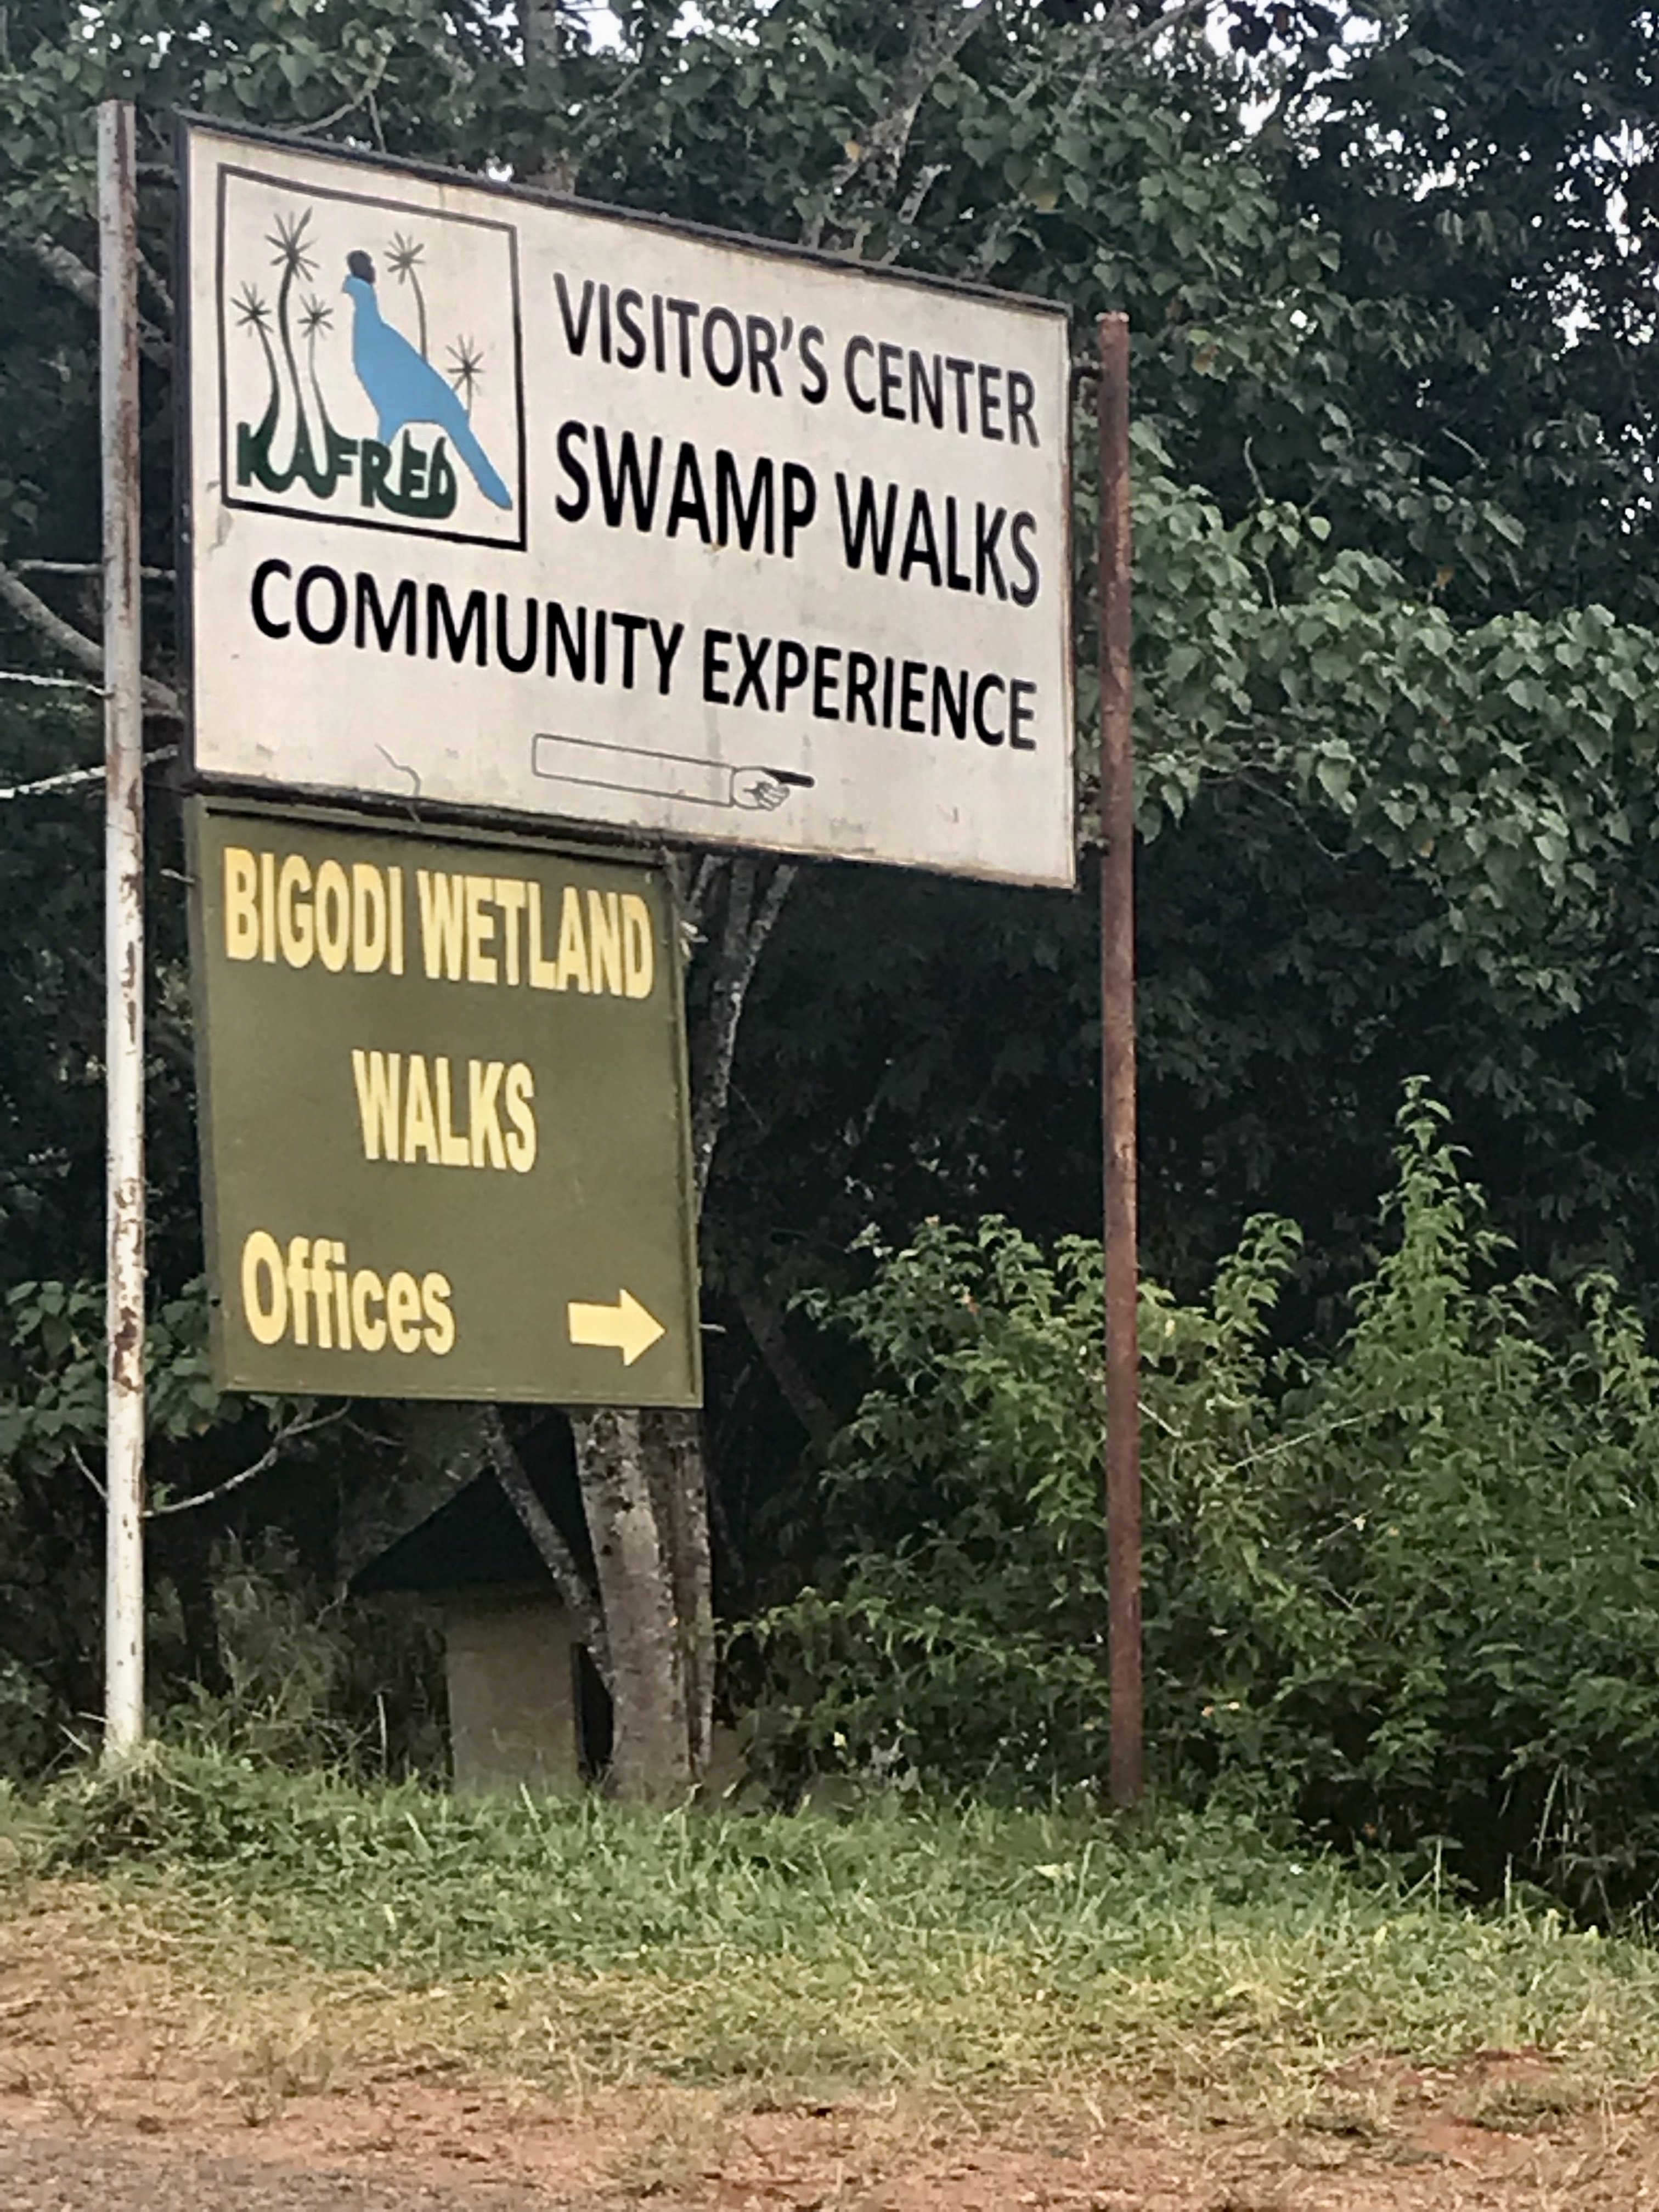 KAFRED
VISITOR'S CENTER
SWAMP WALKS
COMMUNITY EXPERIENCE
BIGODI WETLAND
WALKS
Offices